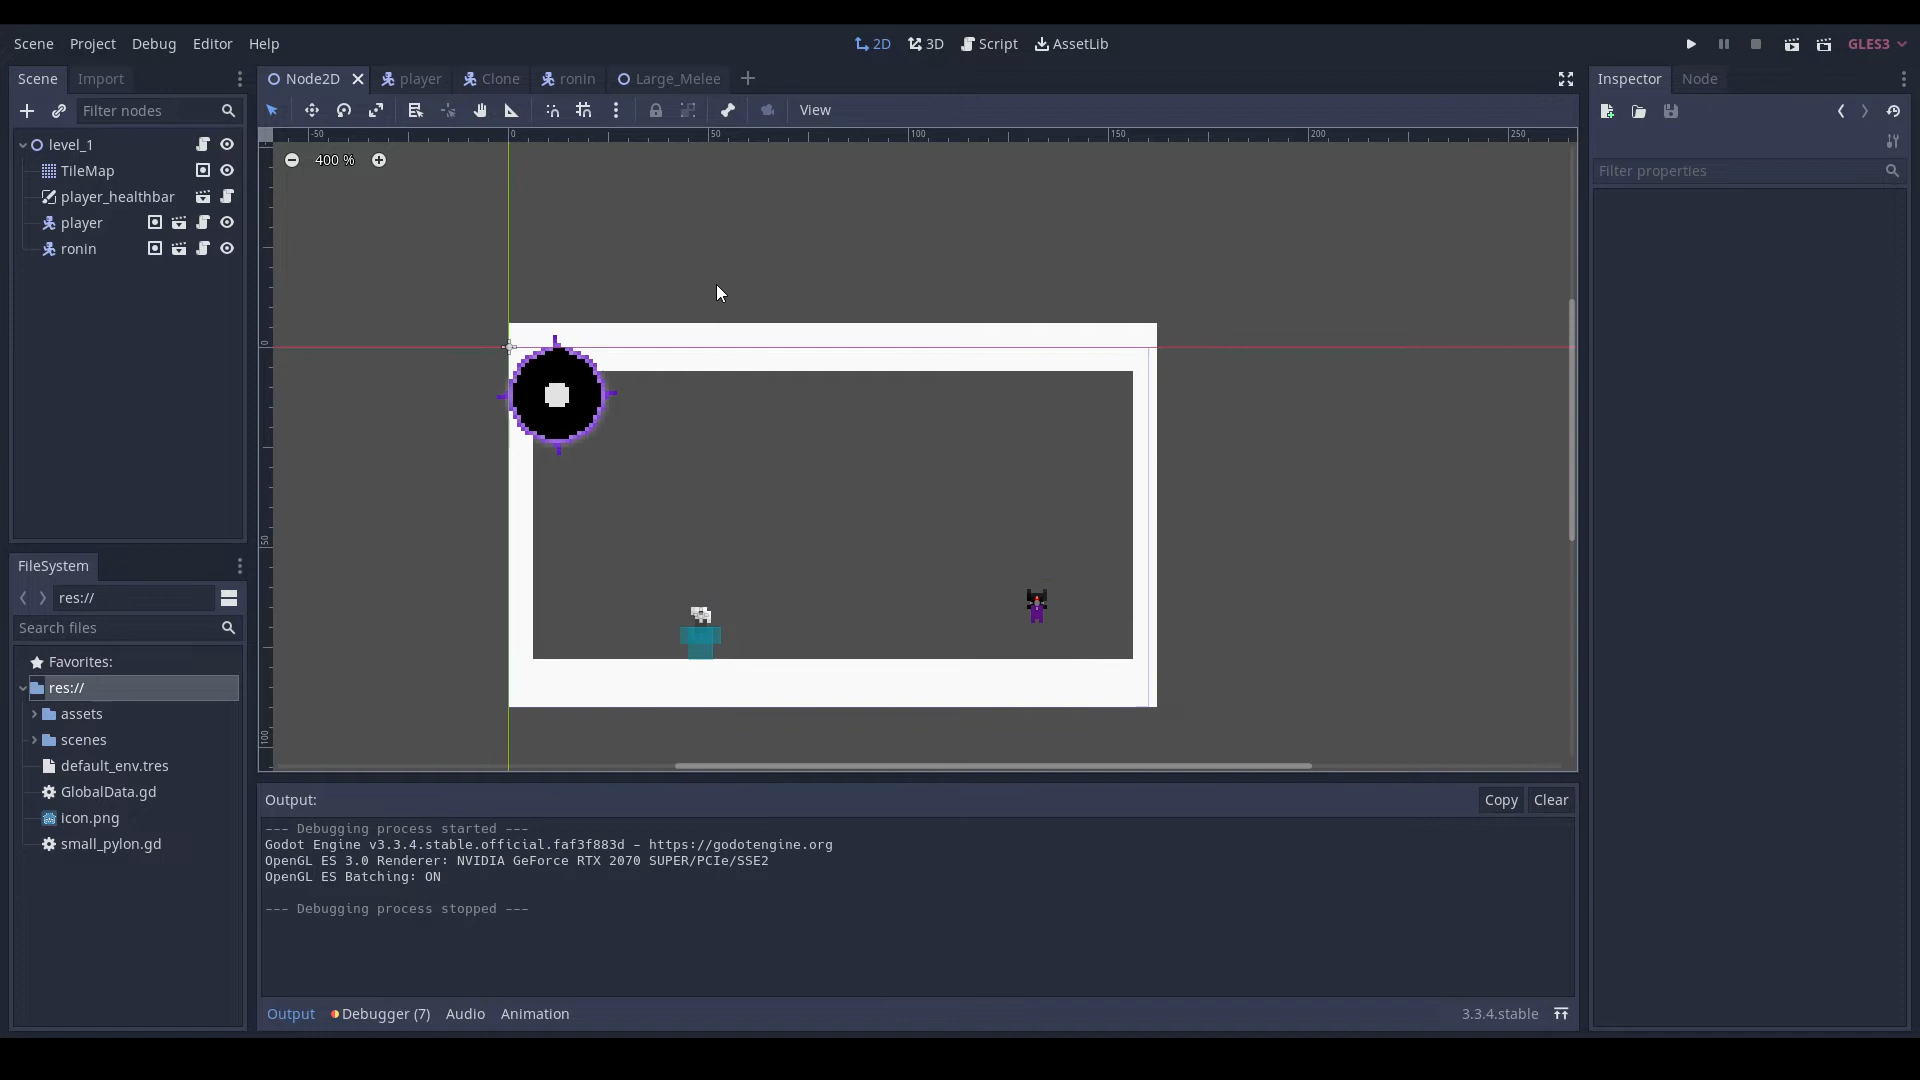 Scene Project Debug Editor Help
2D 3D Script AssetLib
GLES3
Scene Import
Node2D player Clone ronin Large_Melee
Inspector Node
Filter nodes
View
-50 0 50 100 150 200 250
400 %
level_1
TileMap
player_healthbar
player
ronin
Filter properties
0
50
100
FileSystem
res://
Search files
Favorites:
res://
assets
scenes
default_env.tres
GlobalData.gd
icon.png
small_pylon.gd
Output:
Copy Clear
--- Debugging process started ---
Godot Engine v3.3.4.stable.official.faf3f883d - https://godotengine.org
OpenGL ES 3.0 Renderer: NVIDIA GeForce RTX 2070 SUPER/PCIe/SSE2
OpenGL ES Batching: ON
--- Debugging process stopped ---
Output Debugger (7) Audio Animation
3.3.4.stable